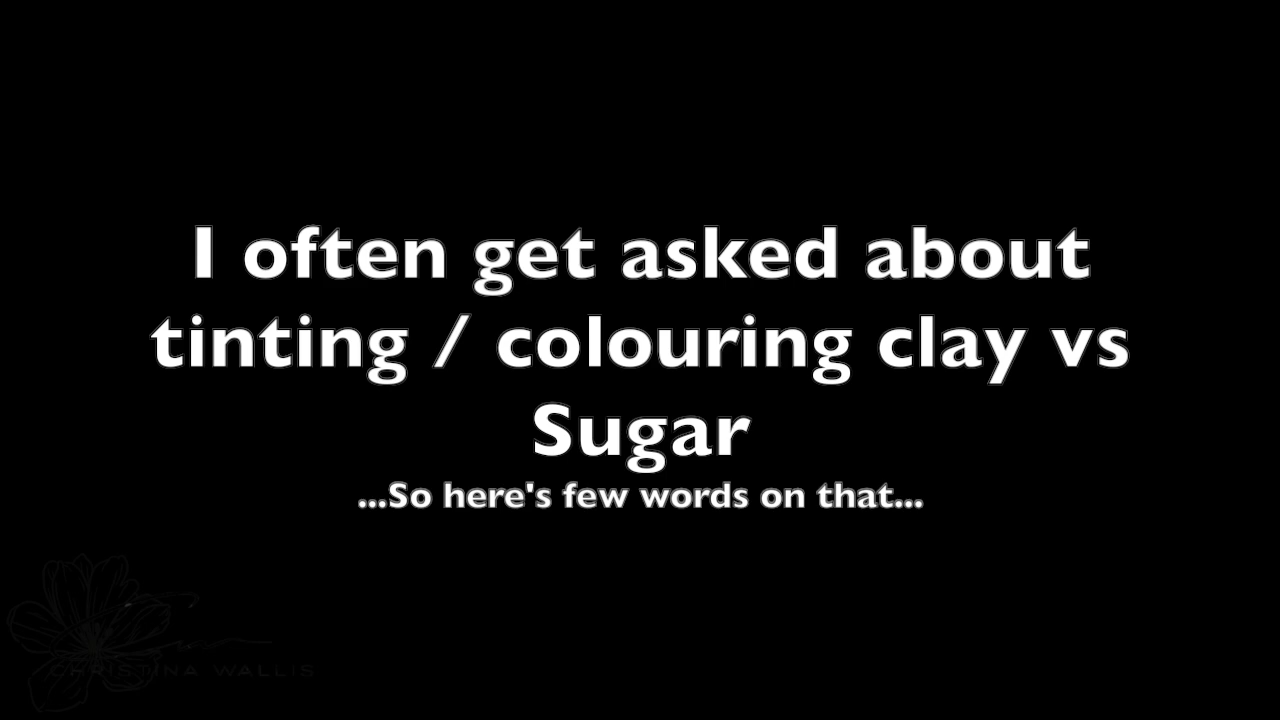 I often get asked about
tinting / colouring clay vs
Sugar
...So here's few words on that...
CHRISTINA WALLIS